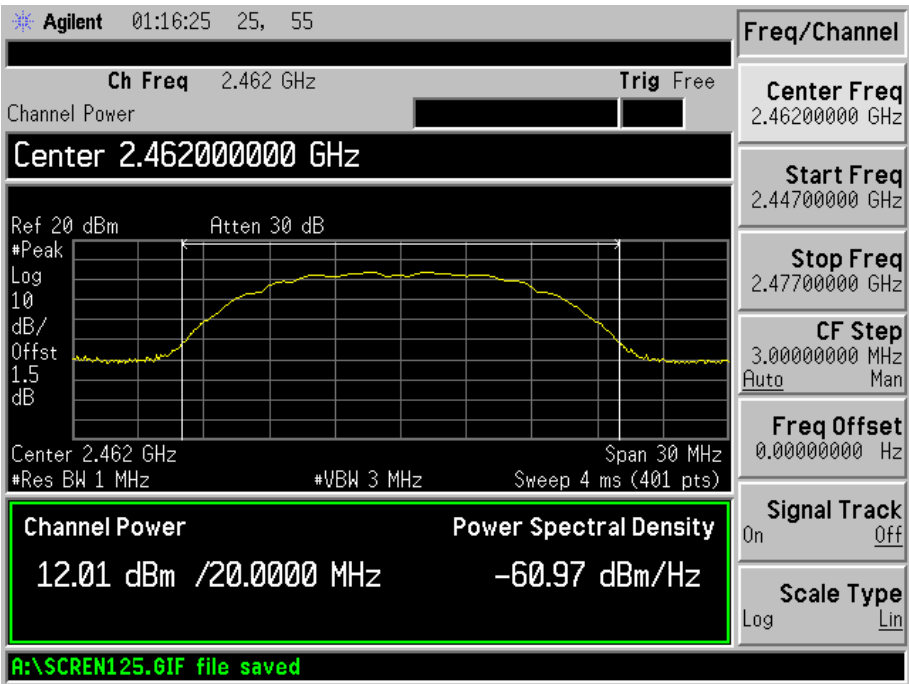 Agilent 01:16:25 25, 55
Ch Freq 2.462 GHz Trig Free
Channel Power
Center 2.462000000 GHz
Ref 20 dBm Atten 30 dB
#Peak
Log
10
dB/
Offst
1.5
dB
Center 2.462 GHz Span 30 MHz
#Res BW 1 MHz #VBW 3 MHz Sweep 4 ms (401 pts)
Channel Power Power Spectral Density
12.01 dBm /20.0000 MHz -60.97 dBm/Hz
A:\SCREN125.GIF file saved
Freq/Channel
Center Freq
2.46200000 GHz
Start Freq
2.44700000 GHz
Stop Freq
2.47700000 GHz
CF Step
3.00000000 MHz
Auto Man
Freq Offset
0.00000000 Hz
Signal Track
On Off
Scale Type
Log Lin